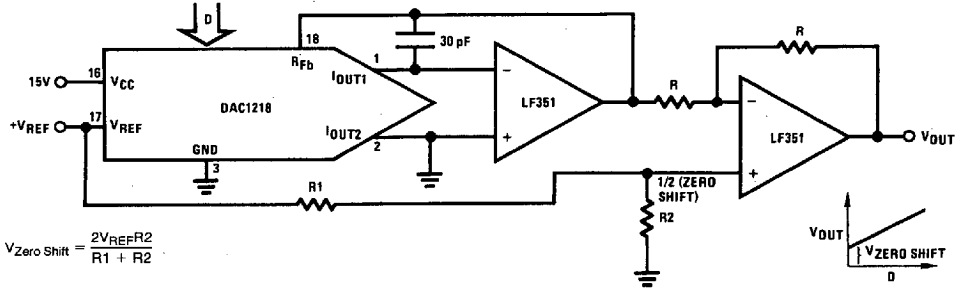 D
18
RFb
1
30 pF
R
15V
16
VCC
IOUT1
−
LF351
R
−
DAC1218
LF351
VOUT
+VREF
17
VREF
IOUT2
2
+
+
GND
3
R1
1/2 (ZERO
SHIFT)
R2
VZero Shift = 2VREFR2
R1 + R2
VOUT
VZERO SHIFT
D